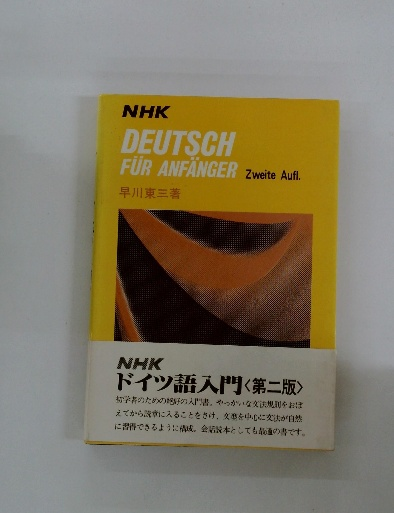 NHK
DEUTSCH
FÜR ANFÄNGER Zweite Aufl.
早川東三著
NHK
ドイツ語入門〈第二版〉
初学者のための絶好の入門書。やっかいな文法規則をおぼ
えてから読章に入ることをさけ、文型を中心に文法が自然
に習得できるように構成。会話読本としても最適の書です。